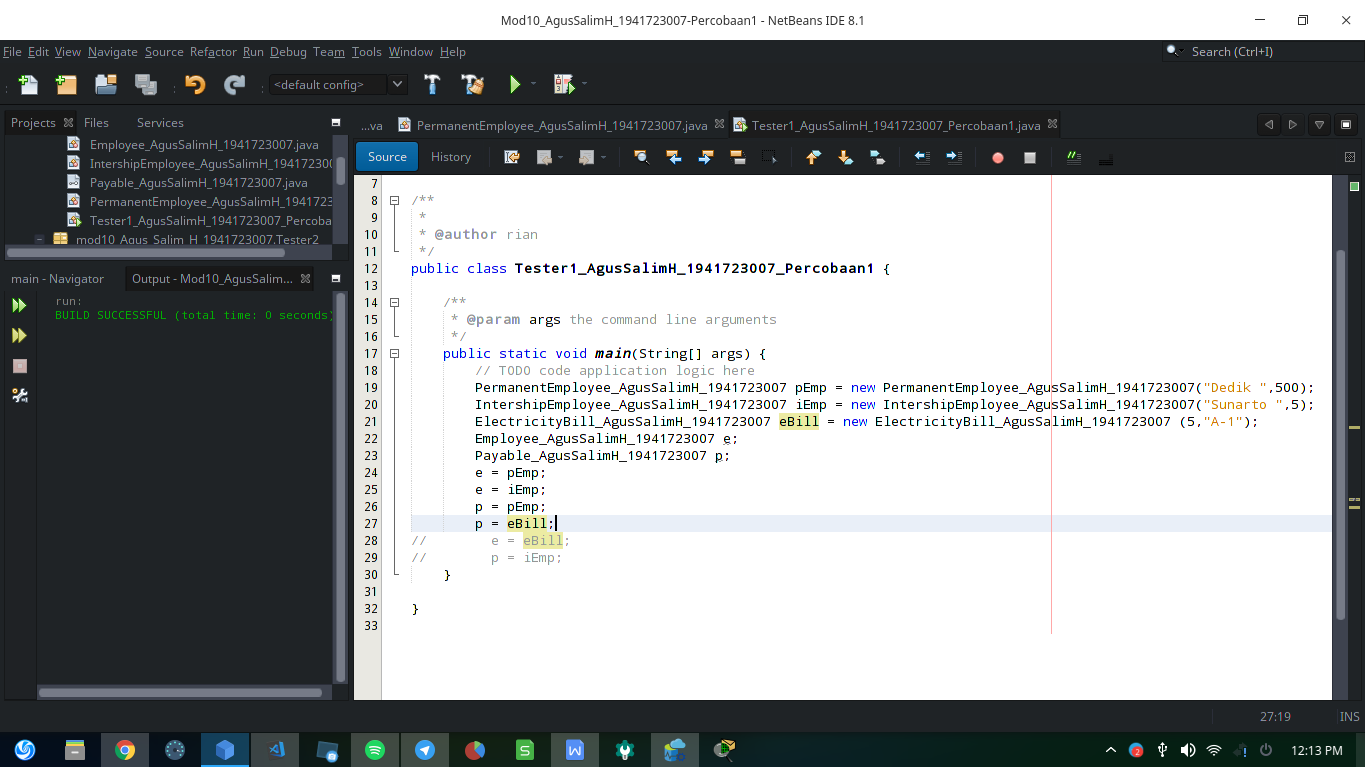 Mod10_AgusSalimH_1941723007-Percobaan1 - NetBeans IDE 8.1
File Edit View Navigate Source Refactor Run Debug Team Tools Window Help
Search (Ctrl+I)
<default config>
Projects Files Services
Employee_AgusSalimH_1941723007.java
IntershipEmployee_AgusSalimH_194172300
Payable_AgusSalimH_1941723007.java
PermanentEmployee_AgusSalimH_194172
Tester1_AgusSalimH_1941723007_Percoba
mod10_Agus_Salim_H_1941723007.Tester2
main - Navigator Output - Mod10_AgusSalim...
run:
BUILD SUCCESSFUL (total time: 0 seconds)
...va PermanentEmployee_AgusSalimH_1941723007.java Tester1_AgusSalimH_1941723007_Percobaan1.java
Source History
7
8 /**
9 *
10 * @author rian
11 */
12 public class Tester1_AgusSalimH_1941723007_Percobaan1 {
13
14 /**
15 * @param args the command line arguments
16 */
17 public static void main(String[] args) {
18 // TODO code application logic here
19 PermanentEmployee_AgusSalimH_1941723007 pEmp = new PermanentEmployee_AgusSalimH_1941723007("Dedik ",500);
20 IntershipEmployee_AgusSalimH_1941723007 iEmp = new IntershipEmployee_AgusSalimH_1941723007("Sunarto ",5);
21 ElectricityBill_AgusSalimH_1941723007 eBill = new ElectricityBill_AgusSalimH_1941723007 (5,"A-1");
22 Employee_AgusSalimH_1941723007 e;
23 Payable_AgusSalimH_1941723007 p;
24 e = pEmp;
25 e = iEmp;
26 p = pEmp;
27 p = eBill;
28 // e = eBill;
29 // p = iEmp;
30 }
31
32 }
33
27:19 INS
12:13 PM